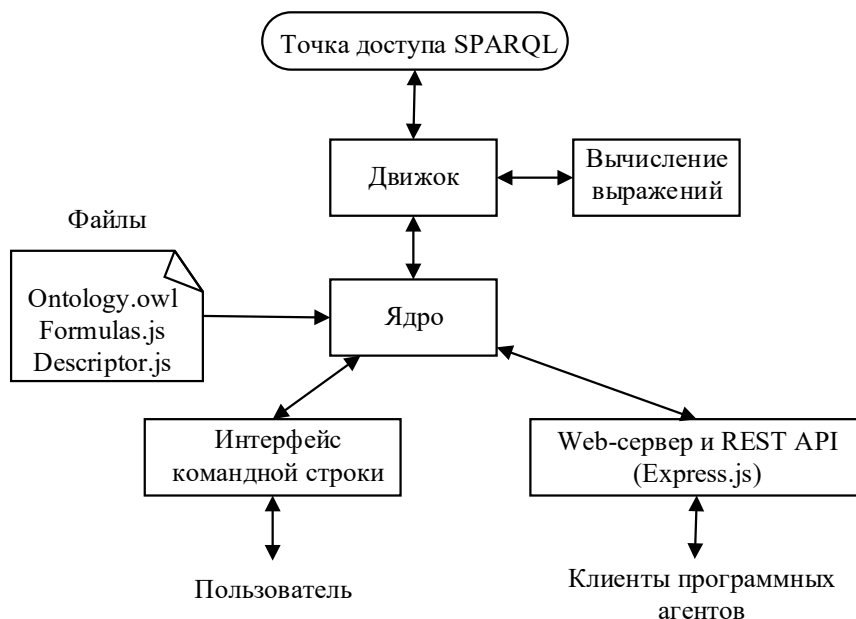 Точка доступа SPARQL
Движок
Вычисление
выражений
Файлы
Ontology.owl
Formulas.js
Descriptor.js
Ядро
Интерфейс
командной строки
Web-сервер и REST API
(Express.js)
Пользователь
Клиенты программных
агентов